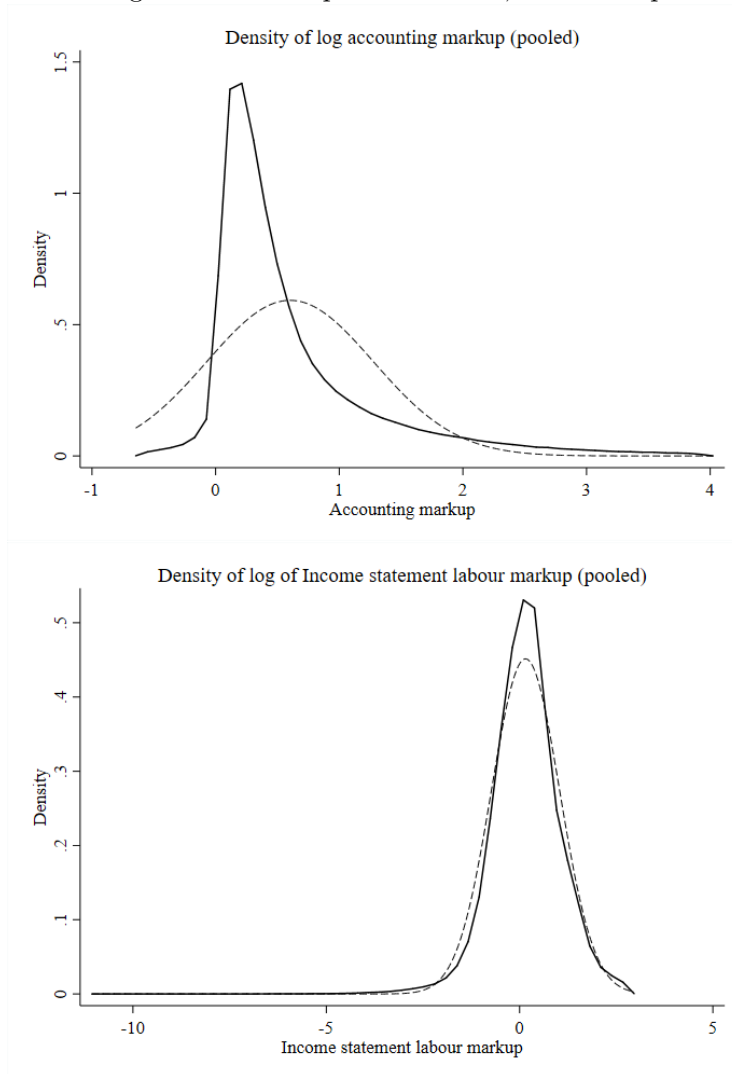 Density of log accounting markup (pooled)
1.5
1
.5
0
Density
-1 0 1 2 3 4
Accounting markup
Density of log of Income statement labour markup (pooled)
.5
.4
.3
.2
.1
0
Density
-10 -5 0 5
Income statement labour markup